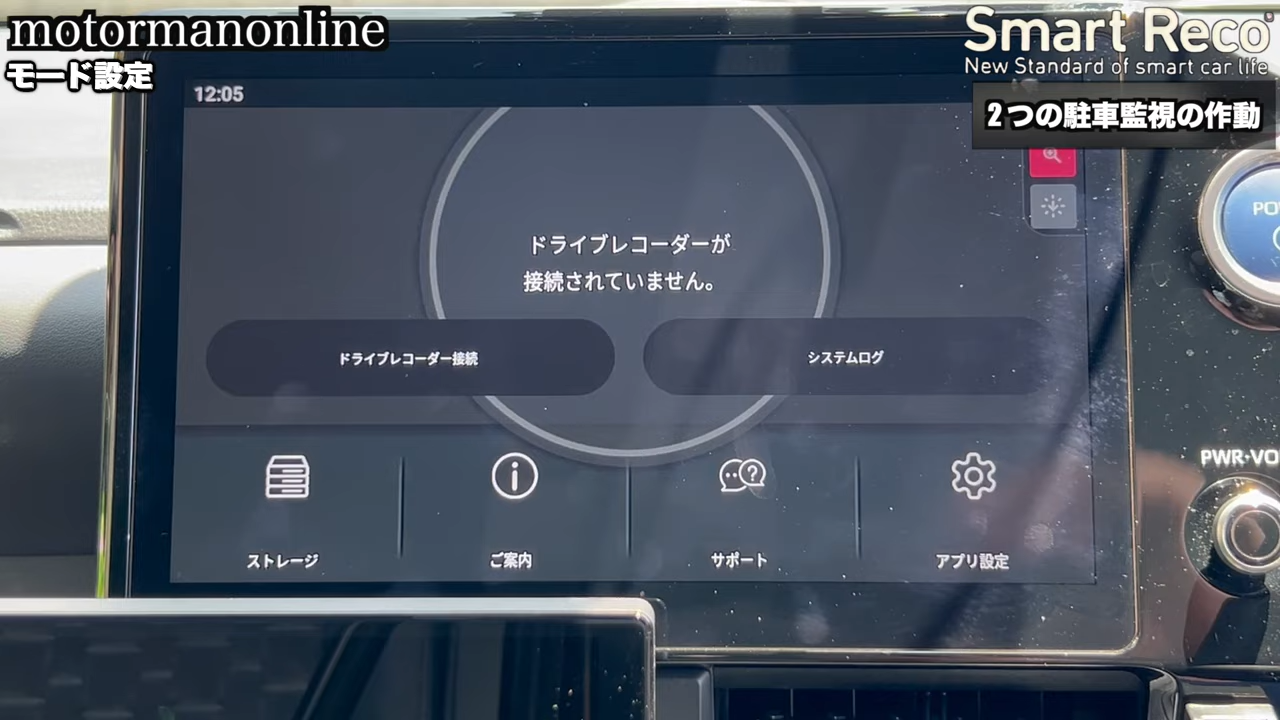 motormanonline
モード設定
Smart Reco
New Standard of smart car life
2つの駐車監視の作動
12:05
ドライブレコーダーが
接続されていません。
ドライブレコーダー接続
システムログ
ストレージ
ご案内
サポート
アプリ設定
PWR·VO
PO